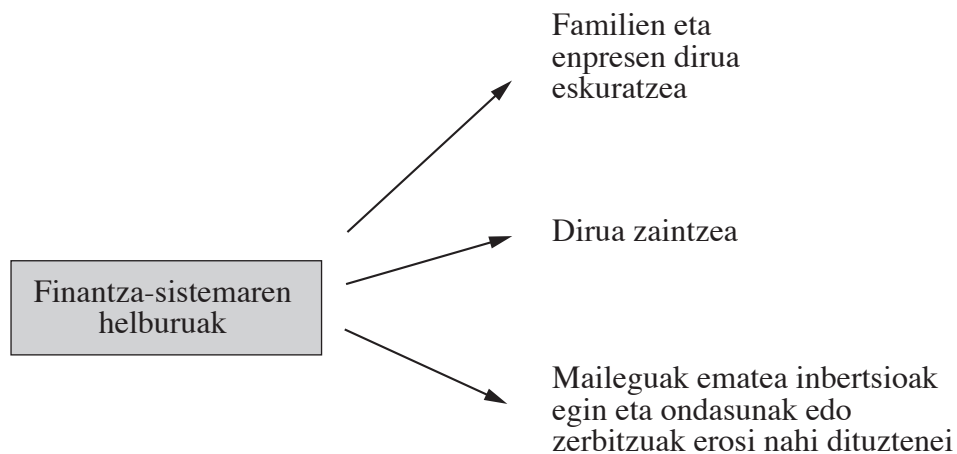 Familien eta
enpresen dirua
eskuratzea
Dirua zaintzea
Finantza-sistemaren
helburuak
Maileguak ematea inbertsioak
egin eta ondasunak edo
zerbitzuak erosi nahi dituztenei